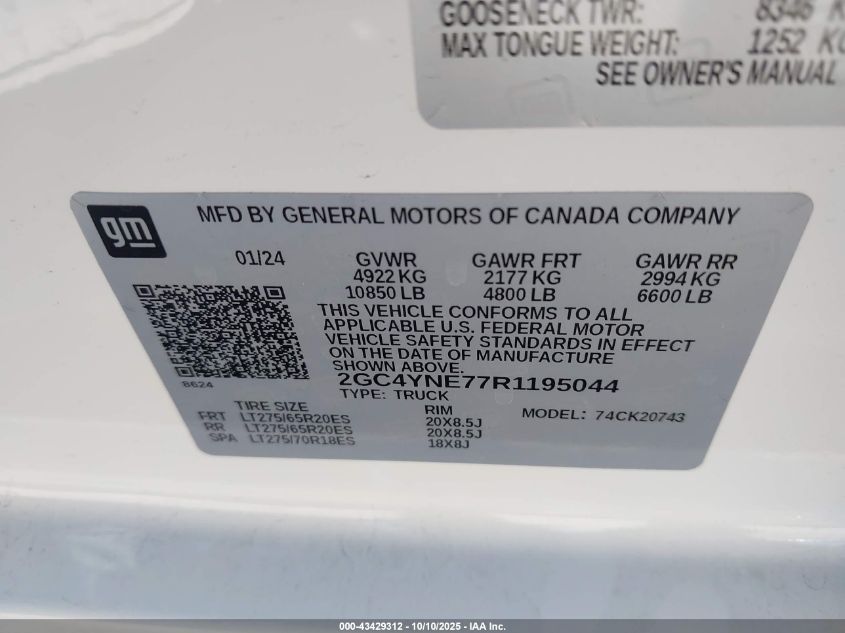 GOOSENECK TWR: 8346 K
MAX TONGUE WEIGHT: 1252 KG
SEE OWNER'S MANUAL
gm
MFD BY GENERAL MOTORS OF CANADA COMPANY
01/24 GVWR GAWR FRT GAWR RR
4922 KG 2177 KG 2994 KG
10850 LB 4800 LB 6600 LB
THIS VEHICLE CONFORMS TO ALL
APPLICABLE U.S. FEDERAL MOTOR
VEHICLE SAFETY STANDARDS IN EFFECT
ON THE DATE OF MANUFACTURE
SHOWN ABOVE.
8624
2GC4YNE77R1195044
TYPE: TRUCK
TIRE SIZE RIM MODEL: 74CK20743
FRT LT275/65R20ES 20X8.5J
RR LT275/65R20ES 20X8.5J
SPA LT275/70R18ES 18X8J
000-43429312 - 10/10/2025 - IAA Inc.